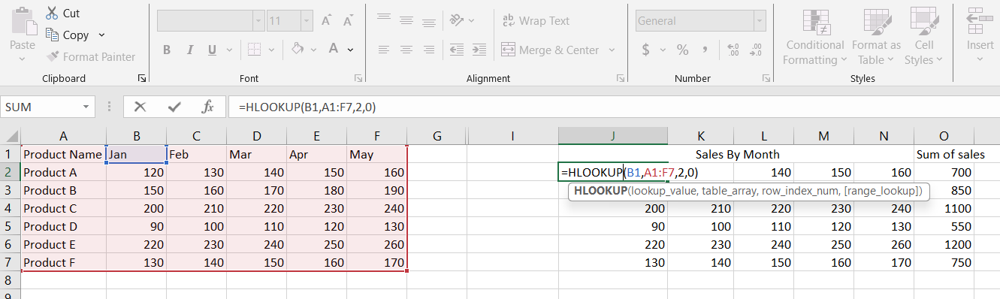 Cut
Copy
Format Painter
Paste
Clipboard
11
A A
B I U A
Font
ab
Wrap Text
Merge & Center
Alignment
General
$ % , .00 .00
Number
Conditional Formatting
Format as Table
Cell Styles
Styles
Insert
SUM fx =HLOOKUP(B1,A1:F7,2,0)
A B C D E F G I J K L M N O
1 Product Name Jan Feb Mar Apr May Sales By Month Sum of sales
2 Product A 120 130 140 150 160 =HLOOKUP(B1,A1:F7,2,0) 140 150 160 700
3 Product B 150 160 170 180 190 HLOOKUP(lookup_value, table_array, row_index_num, [range_lookup]) 850
4 Product C 200 210 220 230 240 200 210 220 230 240 1100
5 Product D 90 100 110 120 130 90 100 110 120 130 550
6 Product E 220 230 240 250 260 220 230 240 250 260 1200
7 Product F 130 140 150 160 170 130 140 150 160 170 750
8
9